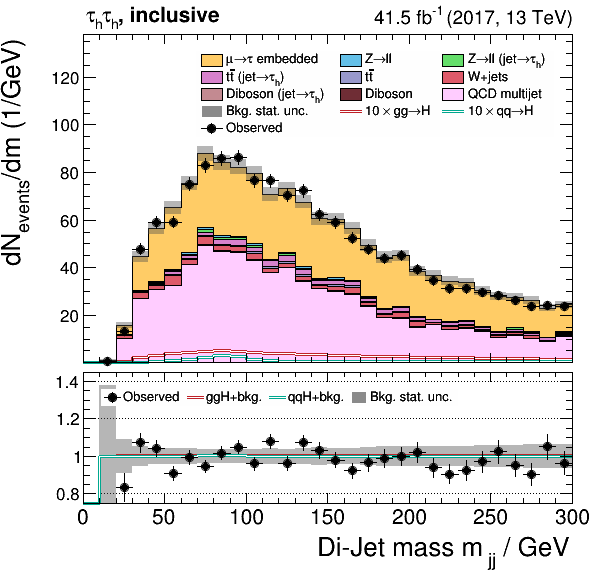 τhτh, inclusive 41.5 fb⁻¹ (2017, 13 TeV)
dNevents/dm (1/GeV)
μ→τ embedded Z→ll Z→ll (jet→τh)
tt̄ (jet→τh) tt̄ W+jets
Diboson (jet→τh) Diboson QCD multijet
Bkg. stat. unc. 10×gg→H 10×qq→H
Observed
120
100
80
60
40
20
Observed ggH+bkg. qqH+bkg. Bkg. stat. unc.
1.4
1.2
1
0.8
0 50 100 150 200 250 300
Di-Jet mass mjj / GeV